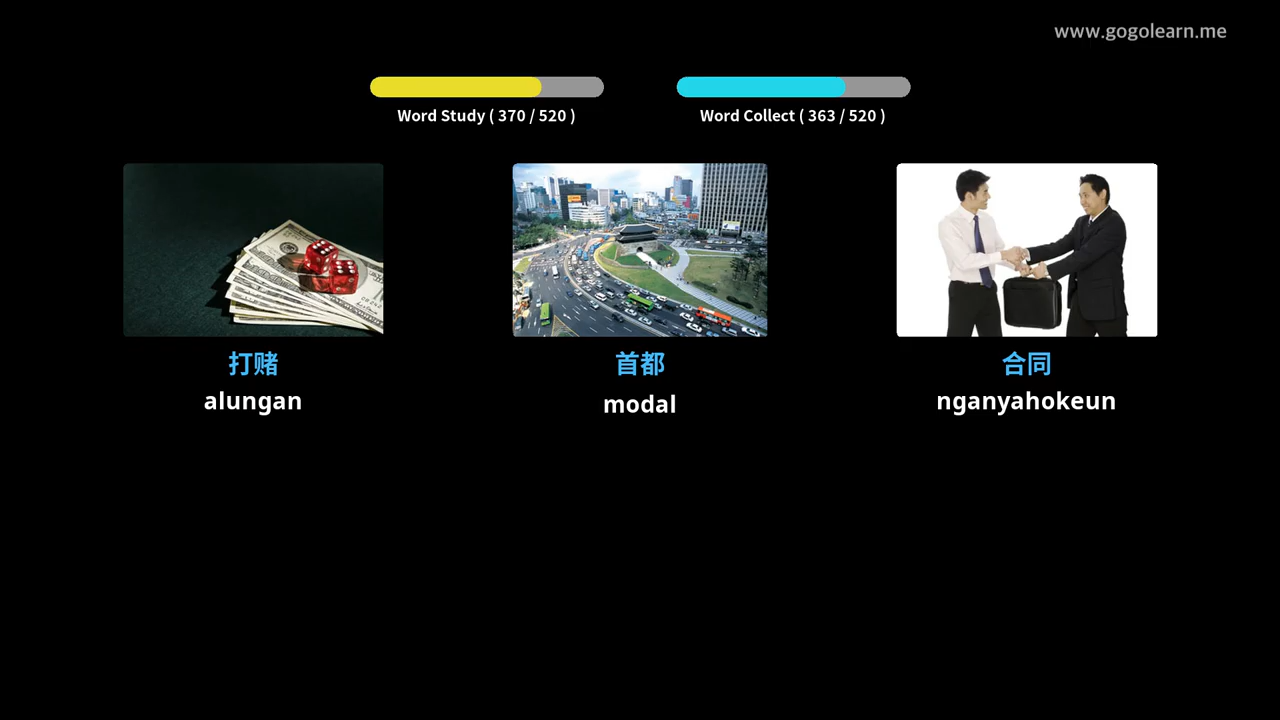 www.gogolearn.me
Word Study ( 370 / 520 )
Word Collect ( 363 / 520 )
打赌
alungan
首都
modal
合同
nganyahokeun